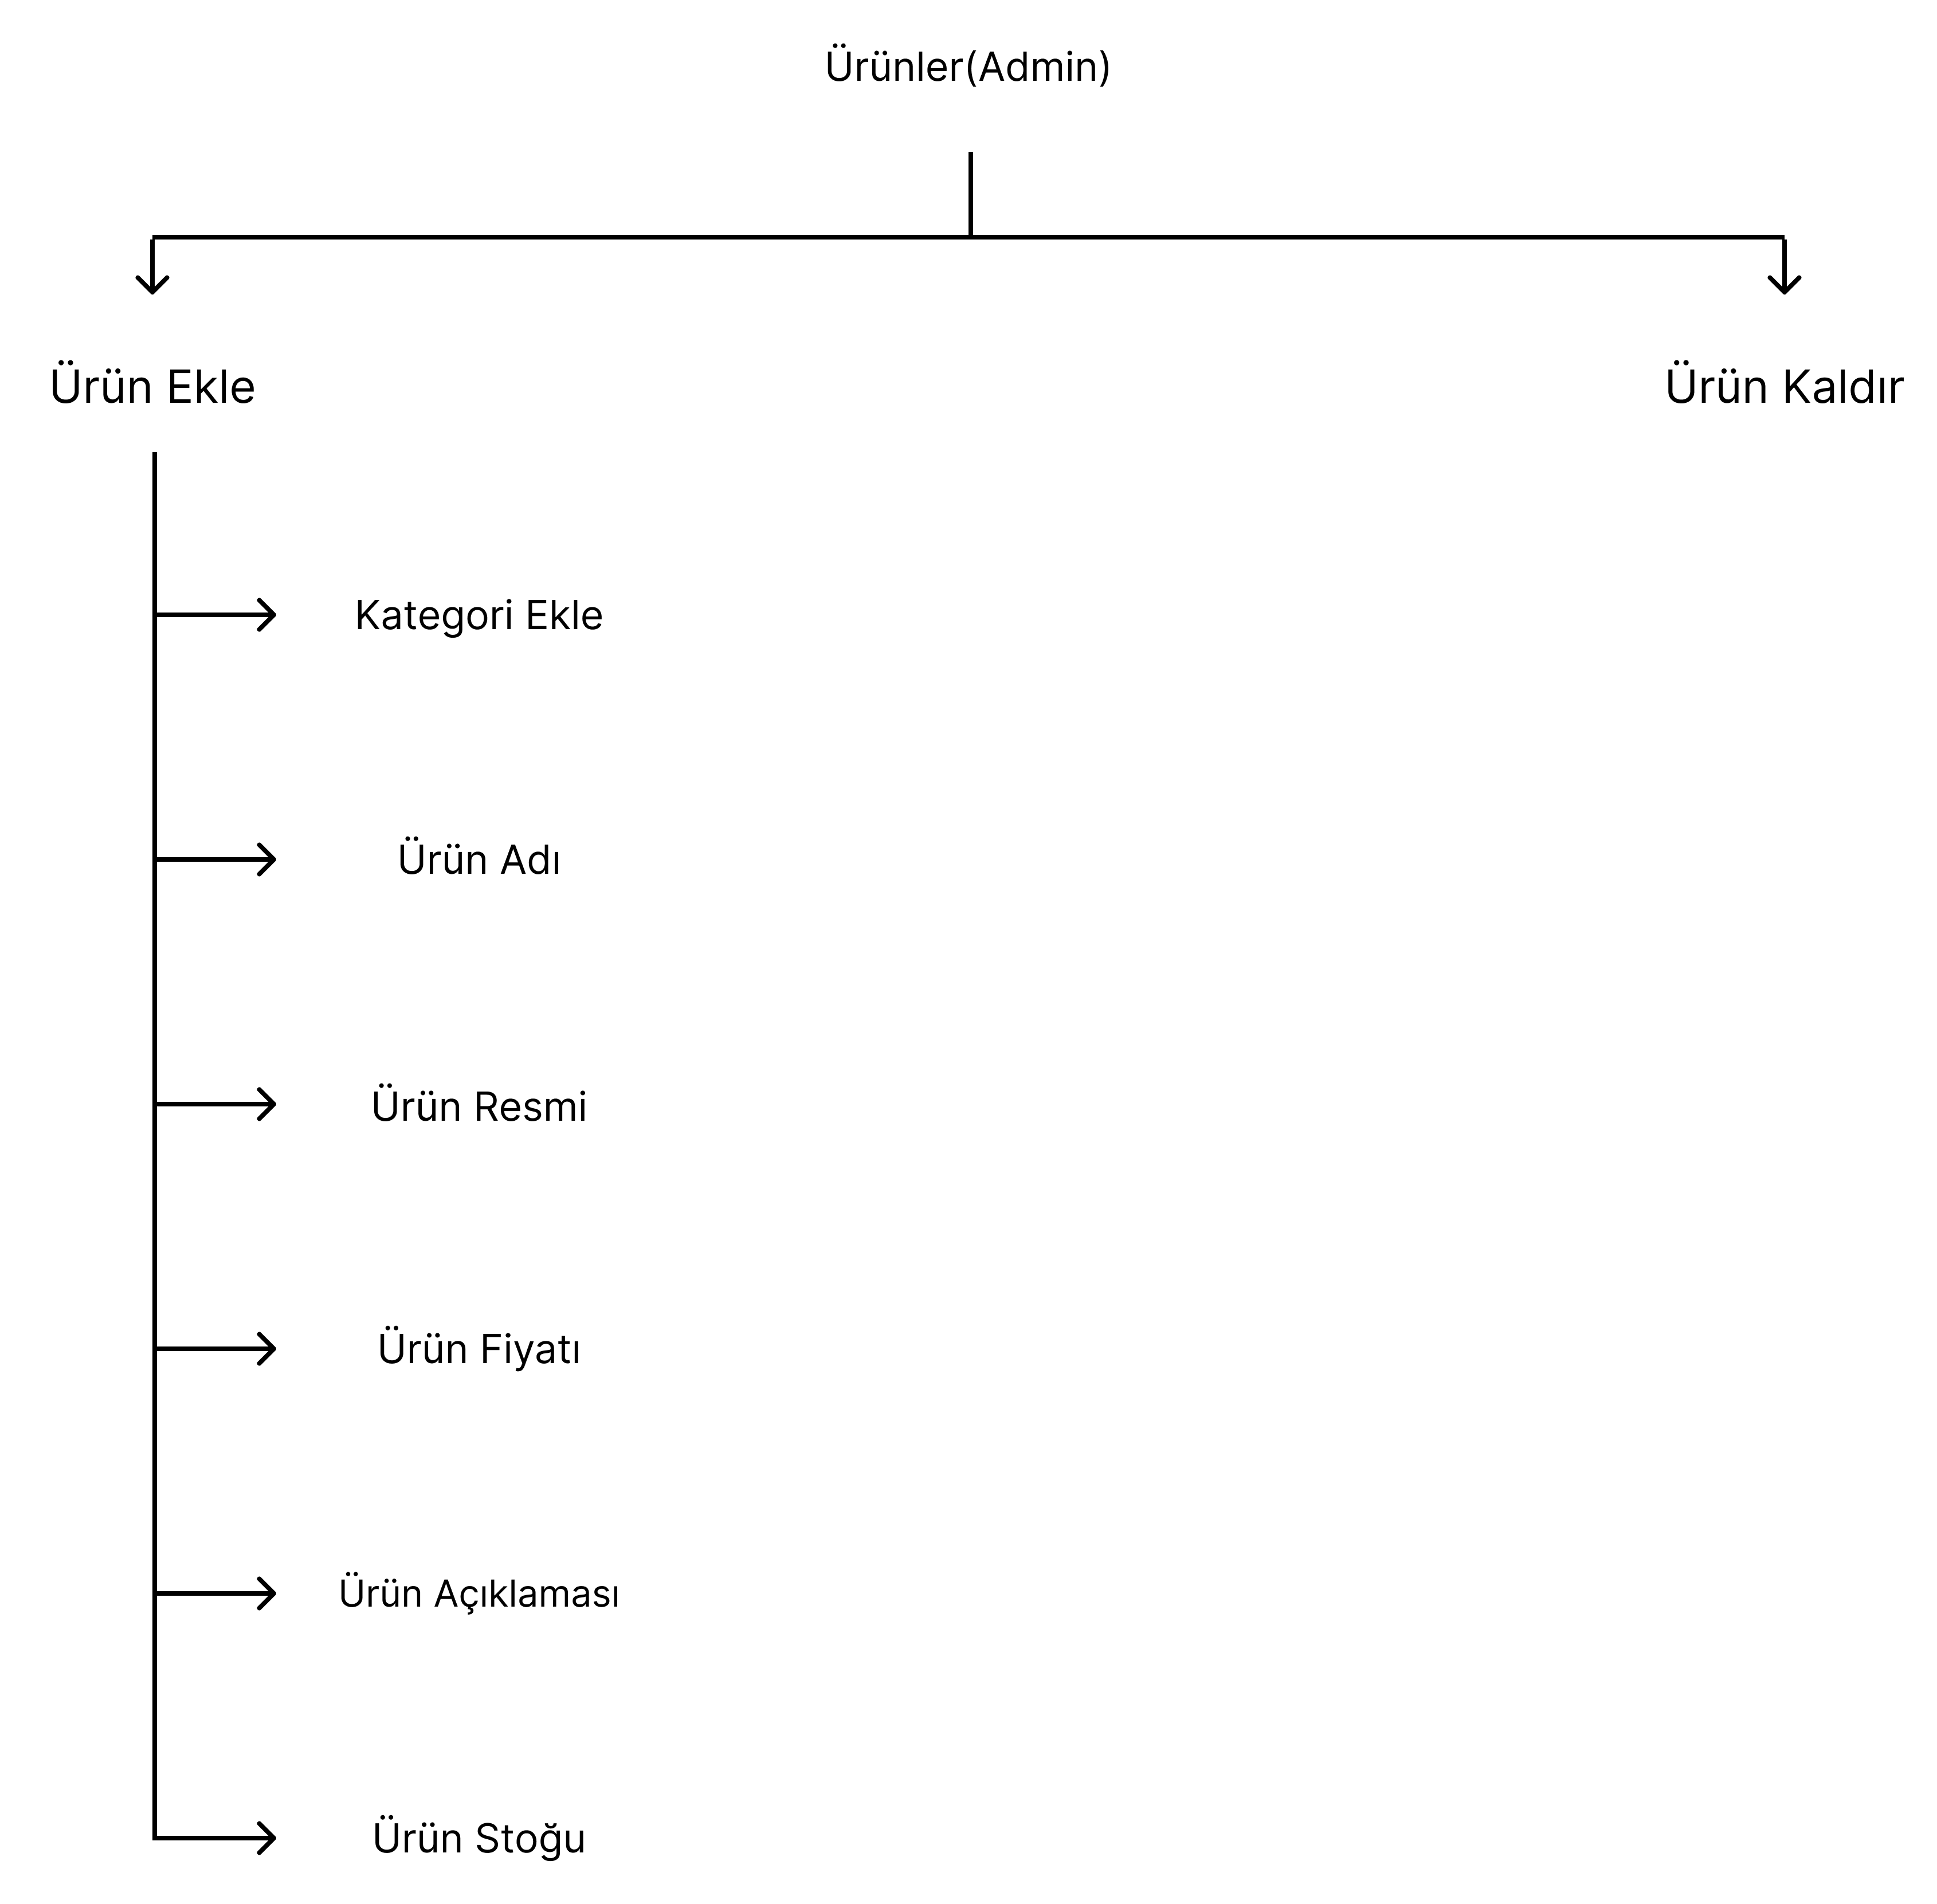 Ürünler(Admin)
Ürün Ekle
Ürün Kaldır
Kategori Ekle
Ürün Adı
Ürün Resmi
Ürün Fiyatı
Ürün Açıklaması
Ürün Stoğu